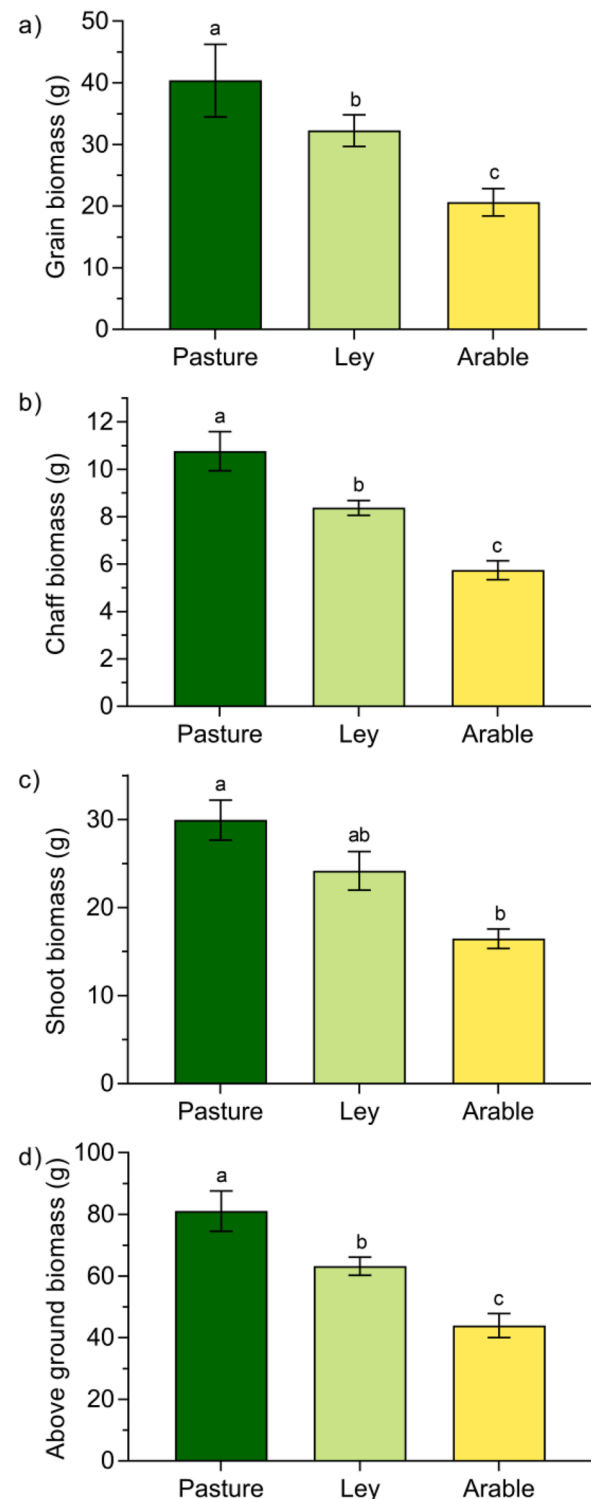 a)
Grain biomass (g)
50
40
30
20
10
0
a
b
c
Pasture Ley Arable
b)
Chaff biomass (g)
12
10
8
6
4
2
0
a
b
c
Pasture Ley Arable
c)
Shoot biomass (g)
30
20
10
0
a
ab
b
Pasture Ley Arable
d)
Above ground biomass (g)
100
80
60
40
20
0
a
b
c
Pasture Ley Arable